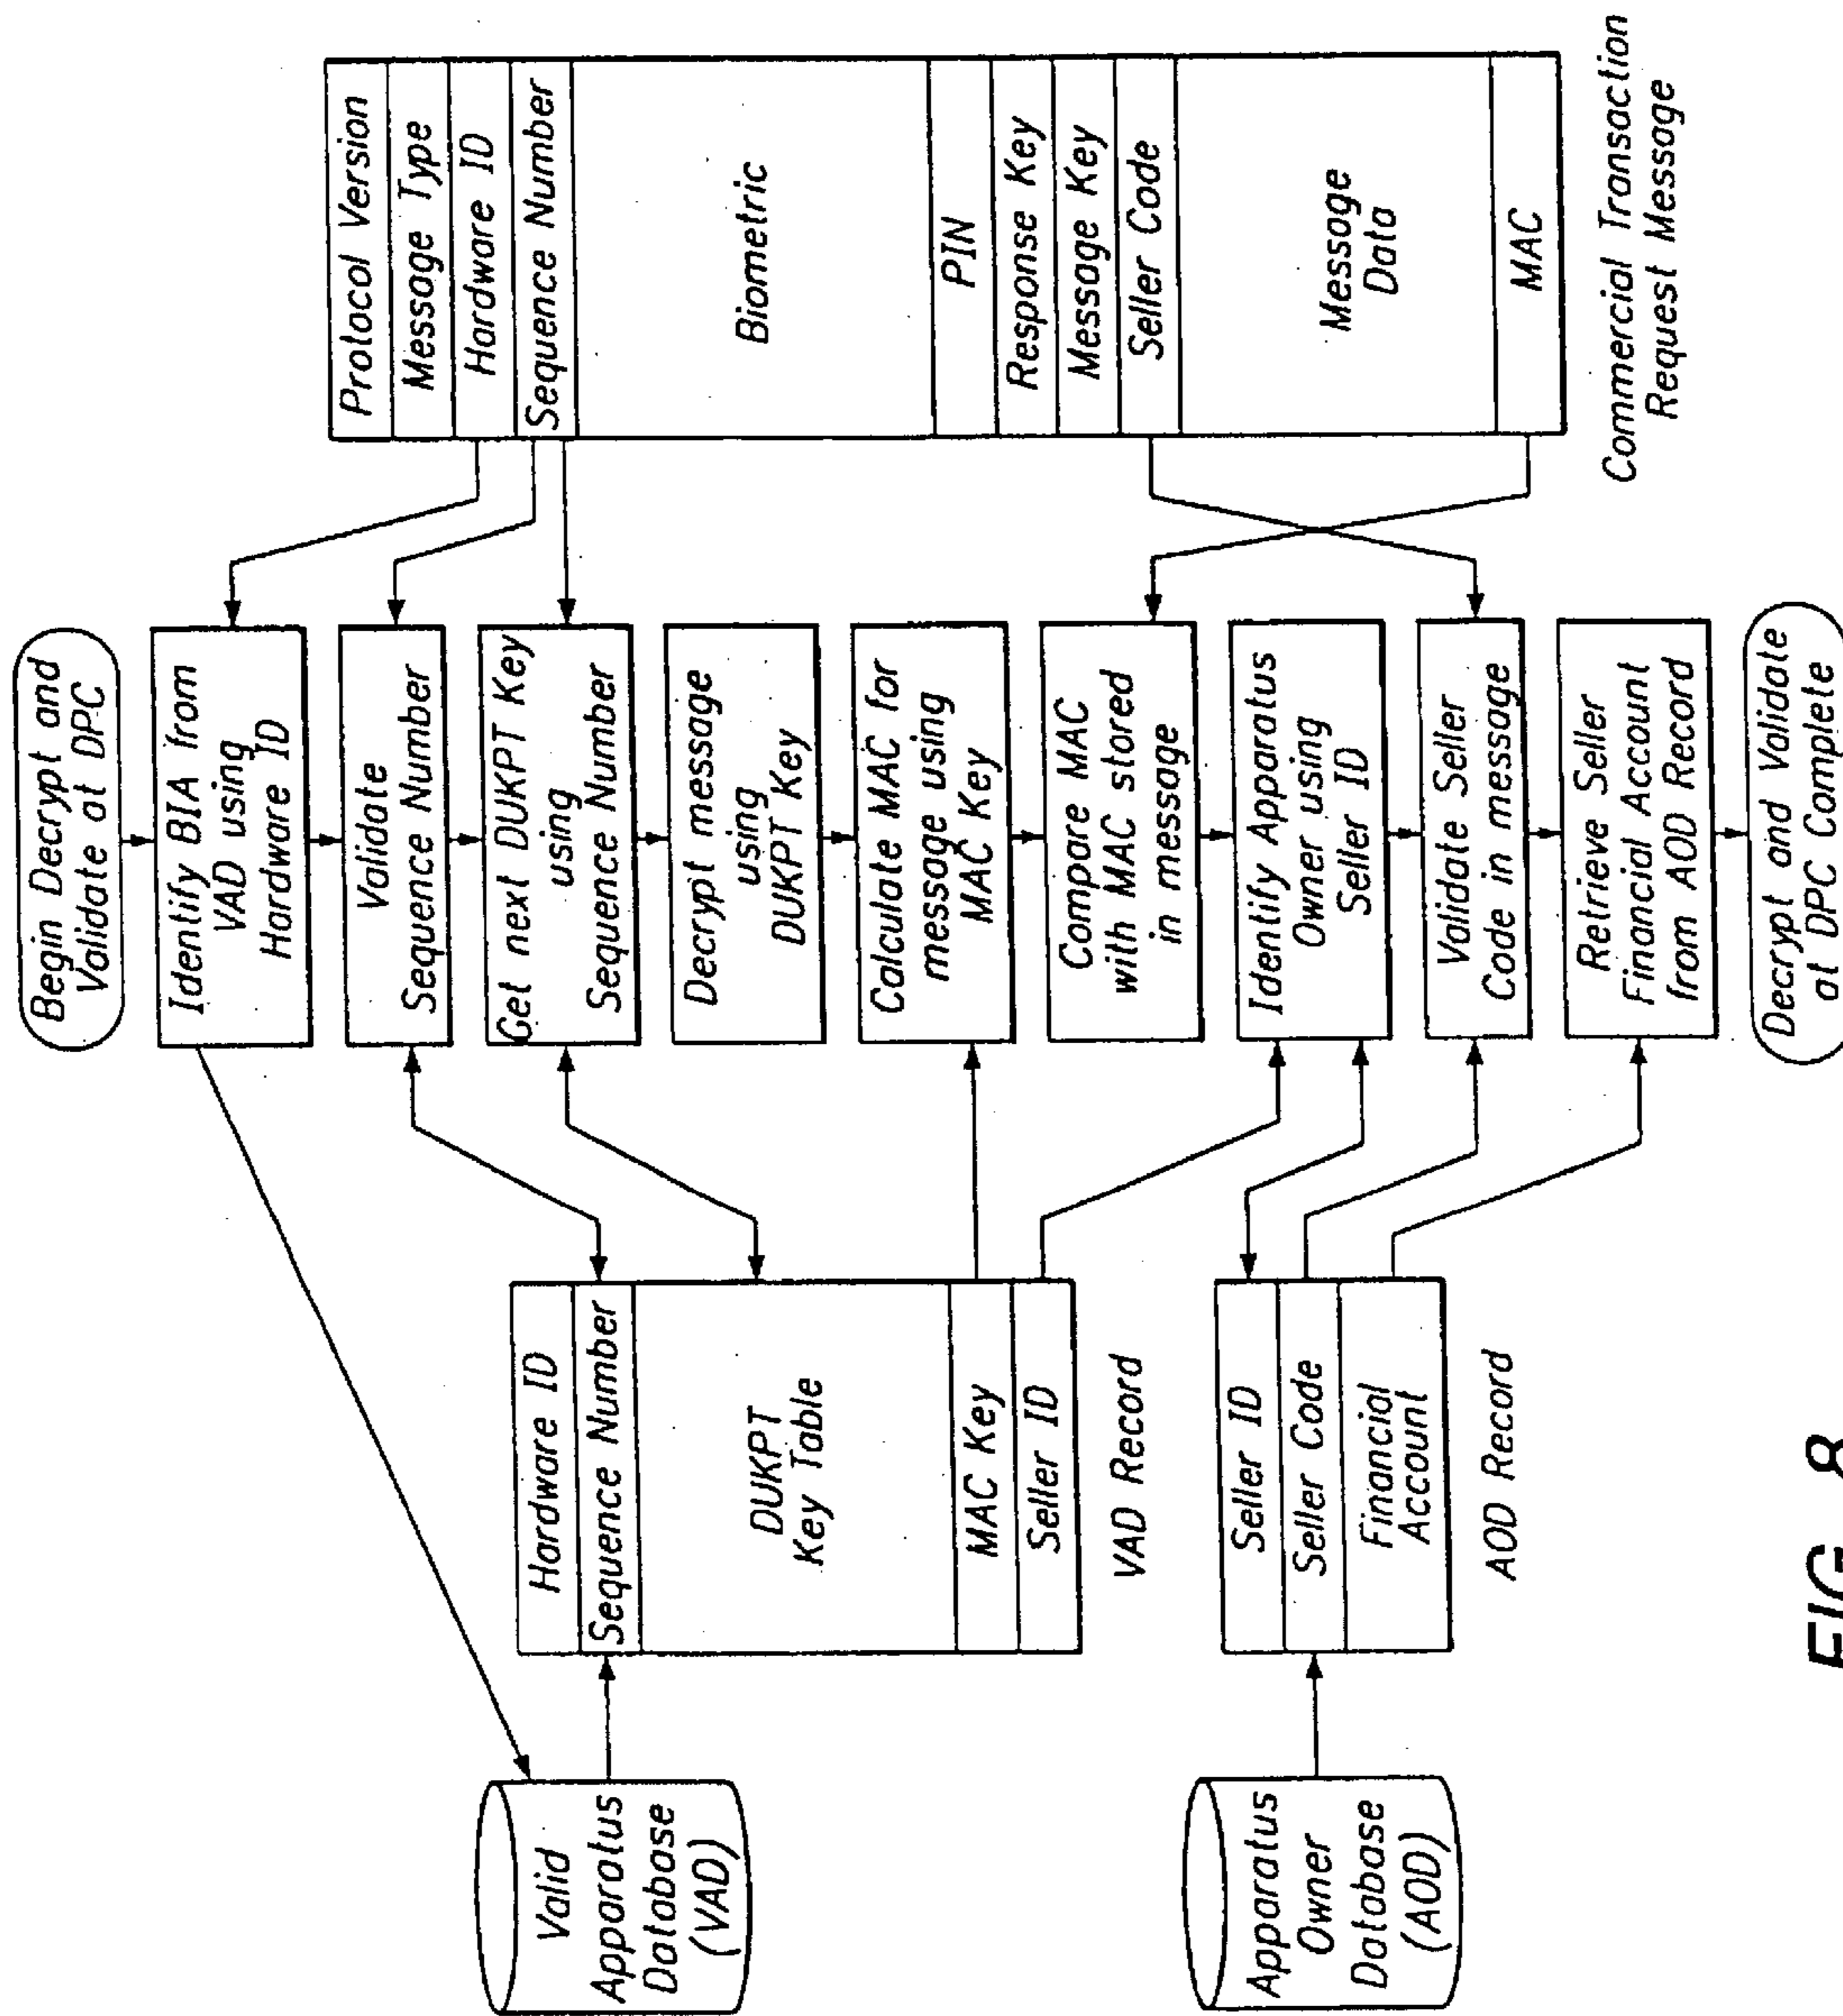 Begin Decrypt and
Validate at DPC
Identify BIA from
VAD using
Hardware ID
Validate
Sequence Number
Get next DUKPT Key
using
Sequence Number
Decrypt message
using
DUKPT Key
Calculate MAC for
message using
MAC Key
Compare MAC
with MAC stored
in message
Identify Apparatus
Owner using
Seller ID
Validate Seller
Code in message
Retrieve Seller
Financial Account
from AOD Record
Decrypt and Validate
at DPC Complete
Protocol Version
Message Type
Hardware ID
Sequence Number
Biometric
PIN
Response Key
Message Key
Seller Code
Message
Data
MAC
Commercial Transaction
Request Message
Hardware ID
Sequence Number
DUKPT
Key Table
MAC Key
Seller ID
VAD Record
Seller ID
Seller Code
Financial
Account
AOD Record
Valid
Apparatus
Database
(VAD)
Apparatus
Owner
Database
(AOD)
FIG. 8